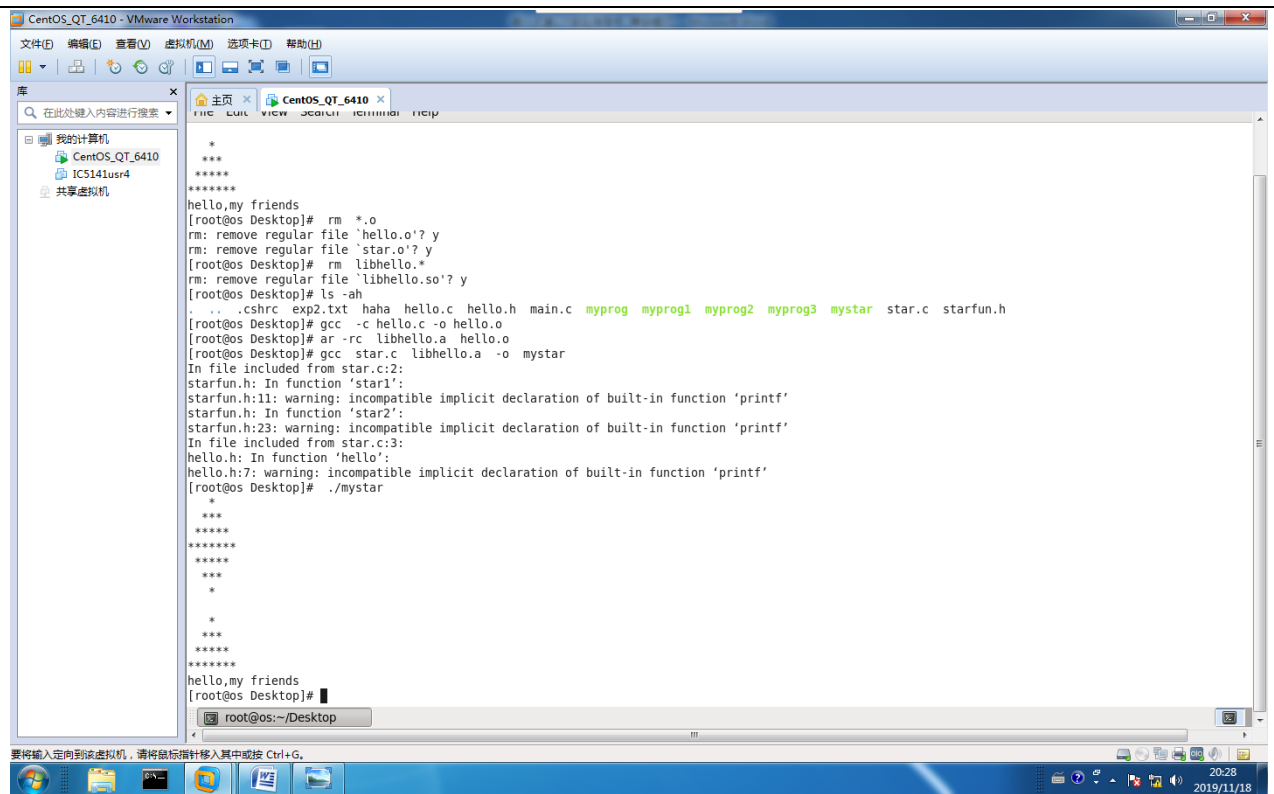 CentOS_QT_6410 - VMware Workstation
文件(F) 编辑(E) 查看(V) 虚拟机(M) 选项卡(T) 帮助(H)
库 ×
在此处键入内容进行搜索
我的计算机
CentOS_QT_6410
IC5141usr4
共享虚拟机
主页 × CentOS_QT_6410 ×
File Edit View Search Terminal Help
   *
  ***
 *****
*******
hello,my friends
[root@os Desktop]#  rm  *.o
rm: remove regular file `hello.o'? y
rm: remove regular file `star.o'? y
[root@os Desktop]#  rm  libhello.*
rm: remove regular file `libhello.so'? y
[root@os Desktop]# ls -ah
.  ..  .cshrc  exp2.txt  haha  hello.c  hello.h  main.c  myprog  myprog1  myprog2  myprog3  mystar  star.c  starfun.h
[root@os Desktop]# gcc  -c hello.c -o hello.o
[root@os Desktop]# ar -rc  libhello.a  hello.o
[root@os Desktop]# gcc  star.c  libhello.a  -o  mystar
In file included from star.c:2:
starfun.h: In function ‘star1’:
starfun.h:11: warning: incompatible implicit declaration of built-in function ‘printf’
starfun.h: In function ‘star2’:
starfun.h:23: warning: incompatible implicit declaration of built-in function ‘printf’
In file included from star.c:3:
hello.h: In function ‘hello’:
hello.h:7: warning: incompatible implicit declaration of built-in function ‘printf’
[root@os Desktop]#  ./mystar
   *
  ***
 *****
*******
 *****
  ***
   *
   *
  ***
 *****
*******
hello,my friends
[root@os Desktop]#
root@os:~/Desktop
要将输入定向到该虚拟机，请将鼠标指针移入其中或按 Ctrl+G。
20:28
2019/11/18